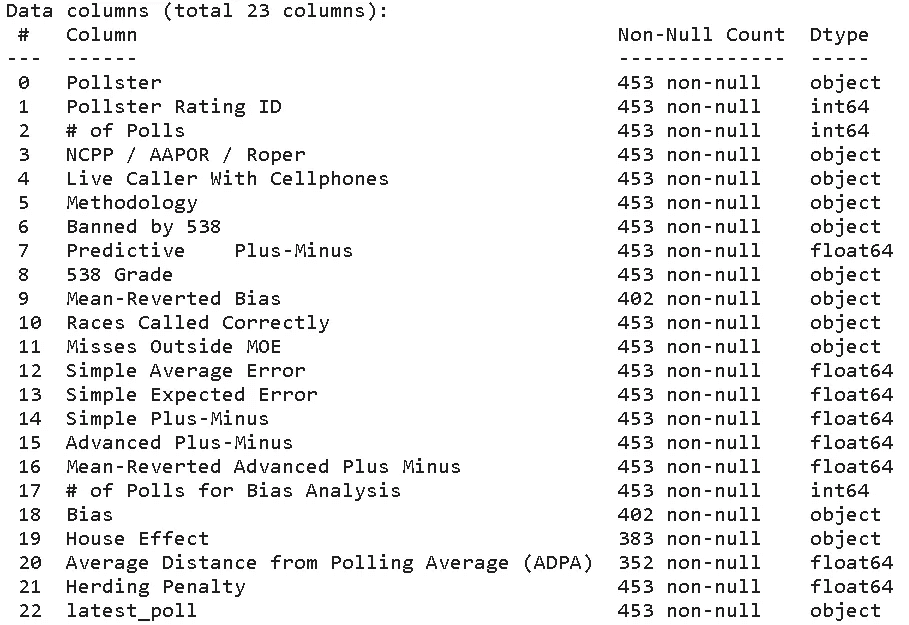 Data columns (total 23 columns):
 #   Column                                       Non-Null Count  Dtype
---  ------                                       --------------  -----
 0   Pollster                                     453 non-null    object
 1   Pollster Rating ID                           453 non-null    int64
 2   # of Polls                                   453 non-null    int64
 3   NCPP / AAPOR / Roper                         453 non-null    object
 4   Live Caller With Cellphones                  453 non-null    object
 5   Methodology                                  453 non-null    object
 6   Banned by 538                                453 non-null    object
 7   Predictive    Plus-Minus                     453 non-null    float64
 8   538 Grade                                    453 non-null    object
 9   Mean-Reverted Bias                           402 non-null    object
 10  Races Called Correctly                       453 non-null    object
 11  Misses Outside MOE                           453 non-null    object
 12  Simple Average Error                         453 non-null    float64
 13  Simple Expected Error                        453 non-null    float64
 14  Simple Plus-Minus                            453 non-null    float64
 15  Advanced Plus-Minus                          453 non-null    float64
 16  Mean-Reverted Advanced Plus Minus            453 non-null    float64
 17  # of Polls for Bias Analysis                 453 non-null    int64
 18  Bias                                         402 non-null    object
 19  House Effect                                 383 non-null    object
 20  Average Distance from Polling Average (ADPA)  352 non-null    float64
 21  Herding Penalty                              453 non-null    float64
 22  latest_poll                                  453 non-null    object